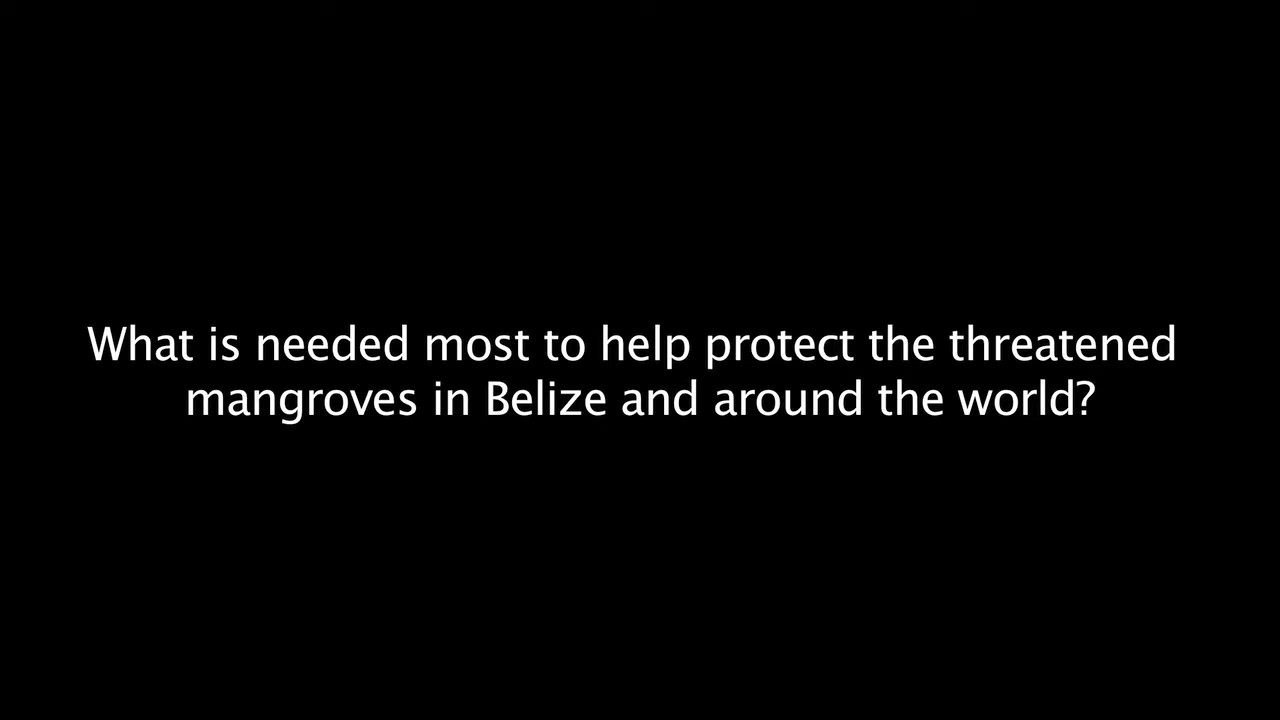 What is needed most to help protect the threatened
mangroves in Belize and around the world?